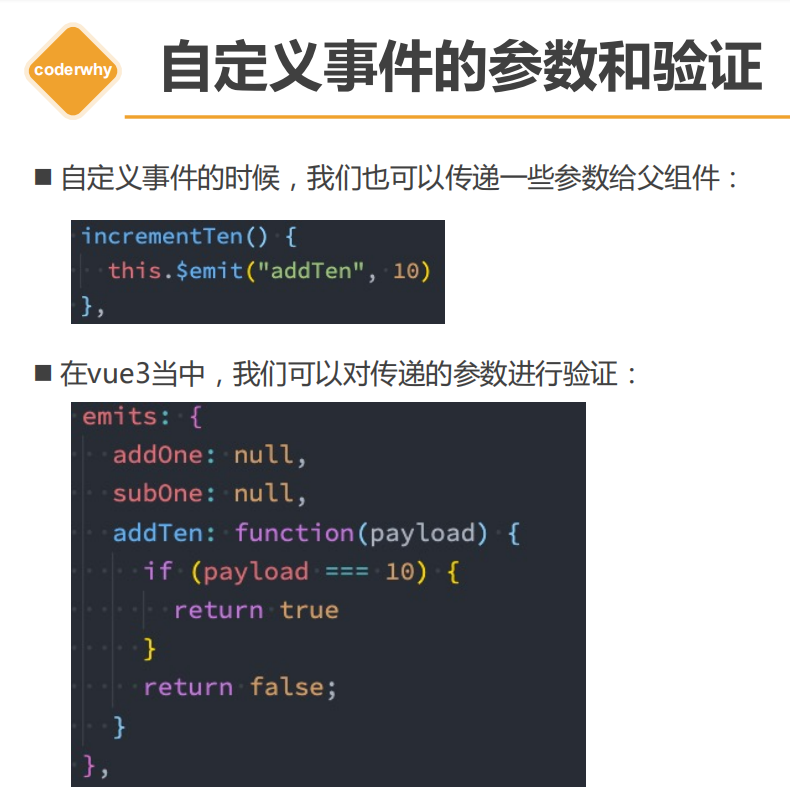 coderwhy
自定义事件的参数和验证
■ 自定义事件的时候，我们也可以传递一些参数给父组件：
incrementTen() {
  this.$emit("addTen", 10)
},
■ 在vue3当中，我们可以对传递的参数进行验证：
emits: {
  addOne: null,
  subOne: null,
  addTen: function(payload) {
    if (payload === 10) {
      return true
    }
    return false;
  }
},